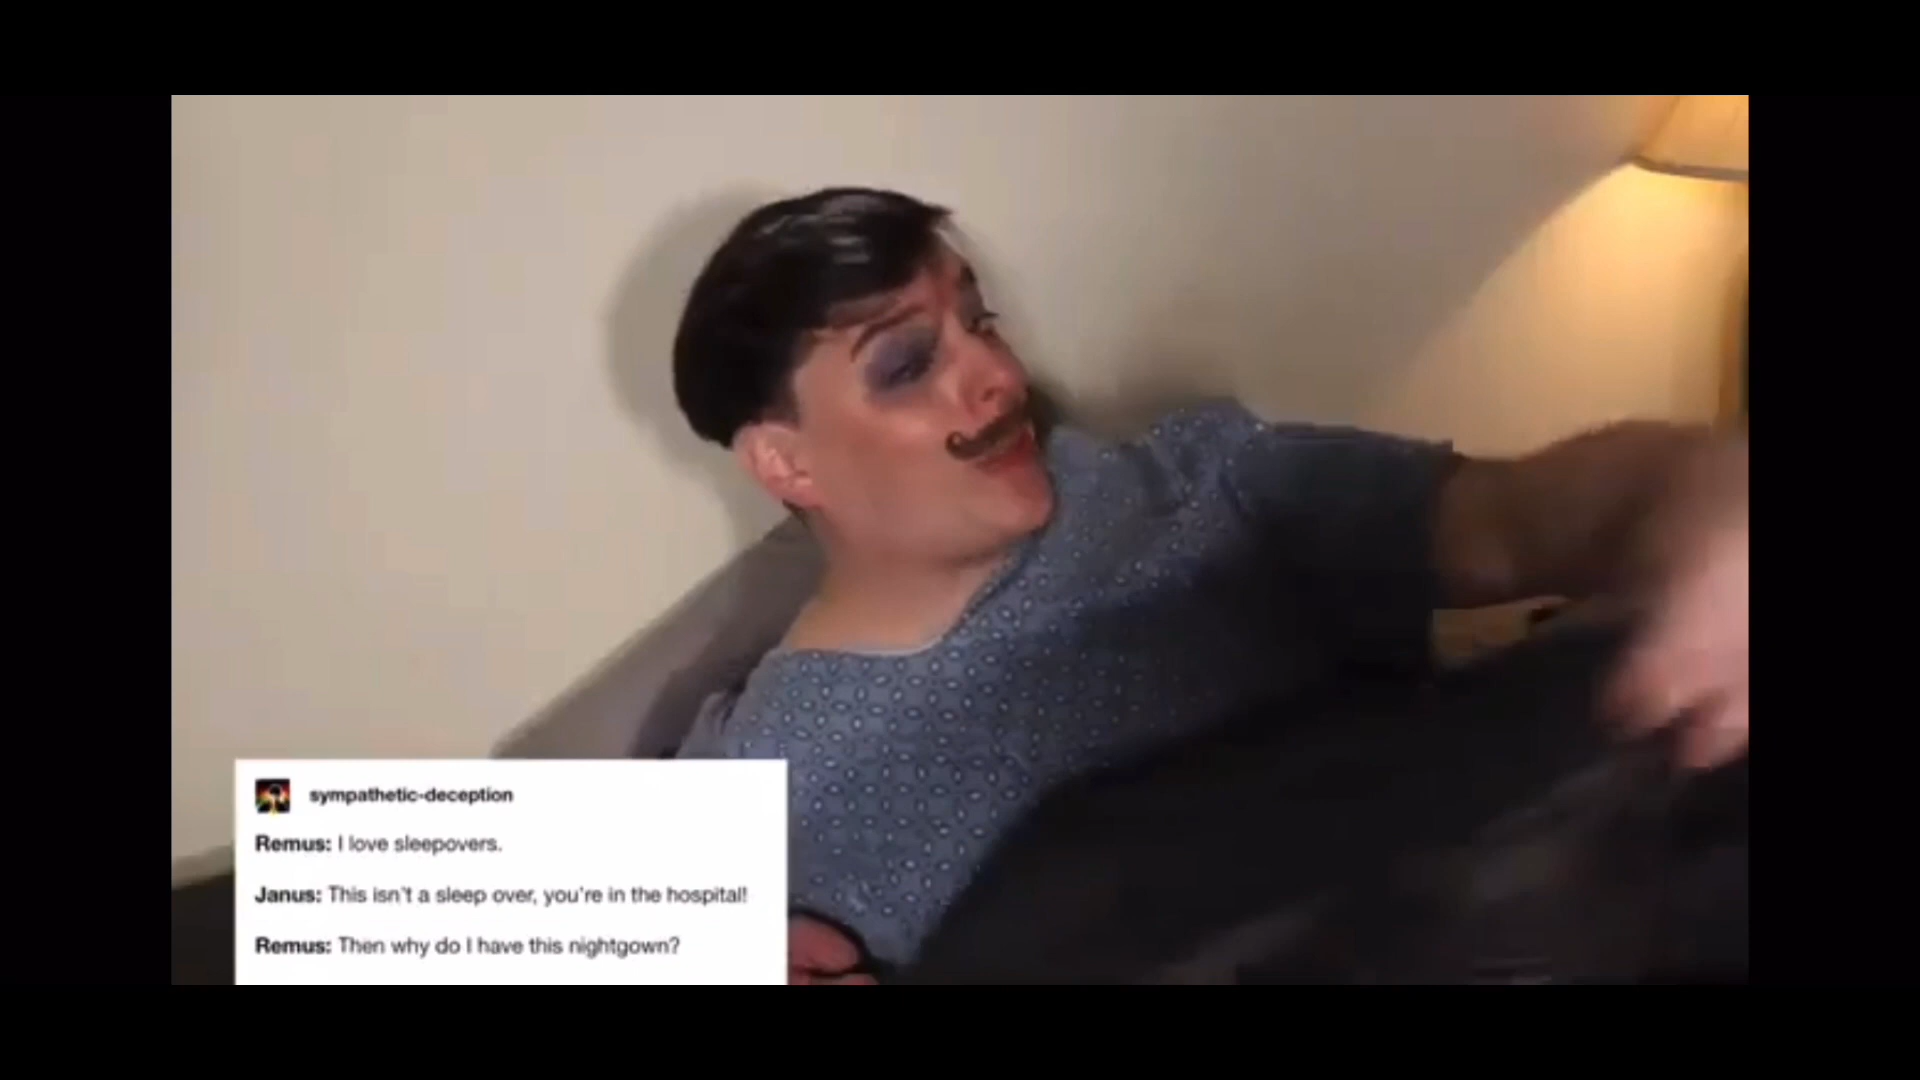 sympathetic-deception
Remus: I love sleepovers.
Janus: This isn't a sleep over, you're in the hospital!
Remus: Then why do I have this nightgown?